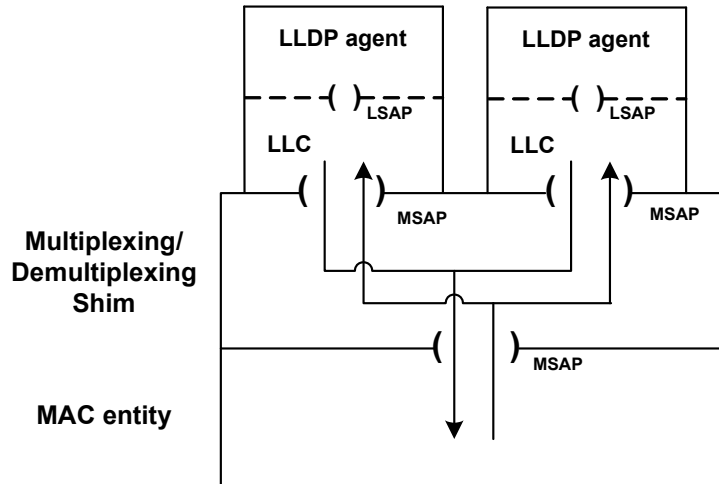 LLDP agent
LLDP agent
( )
( )
LSAP
LSAP
LLC
LLC
( )
( )
MSAP
MSAP
Multiplexing/
Demultiplexing
Shim
( )
MSAP
MAC entity